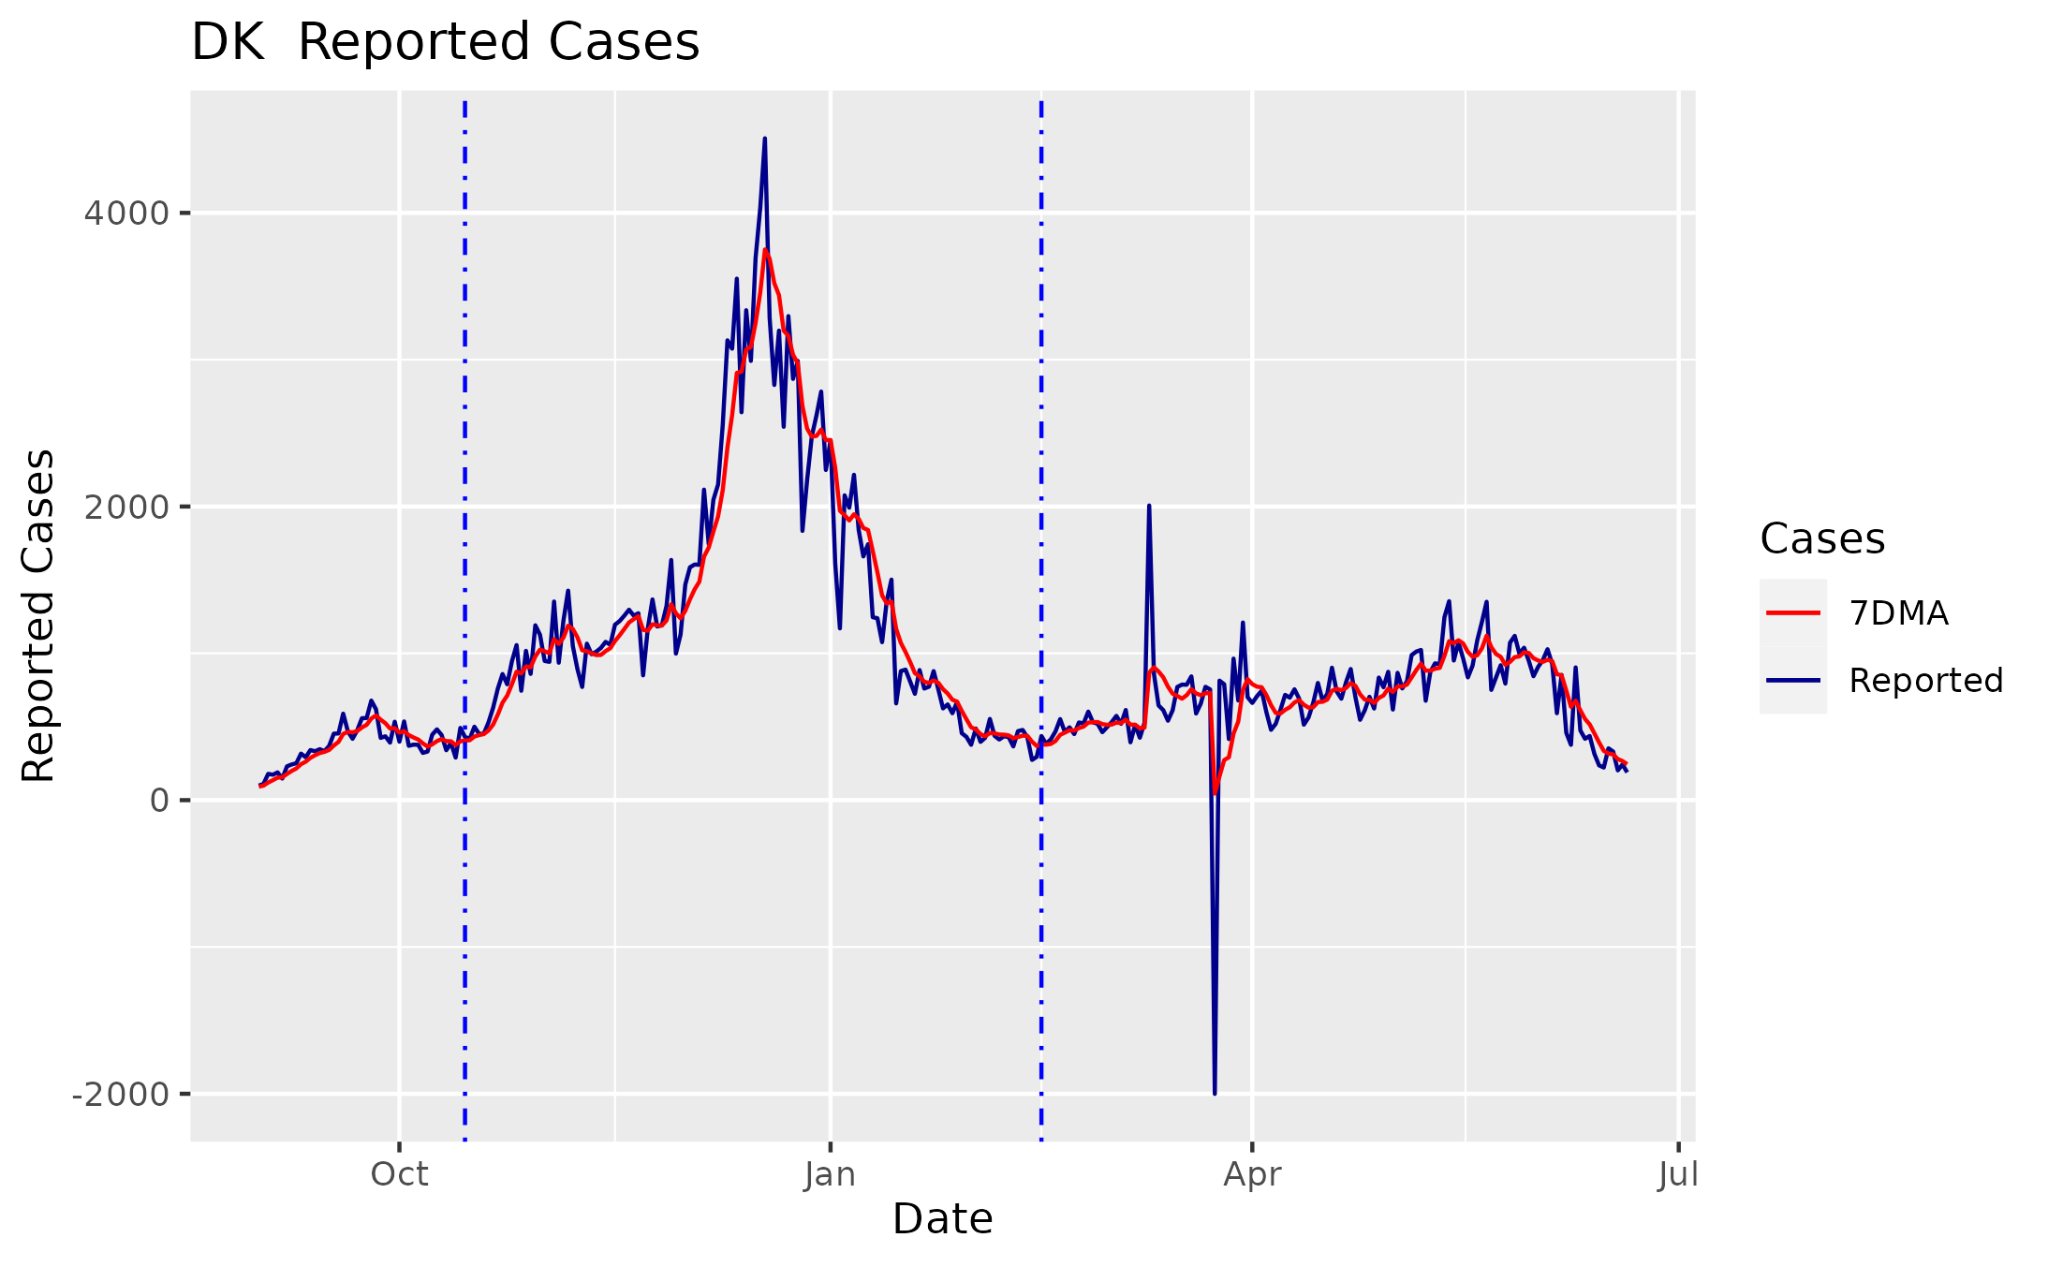 DK  Reported Cases
Reported Cases
4000
2000
0
-2000
Oct
Jan
Apr
Jul
Date
Cases
7DMA
Reported